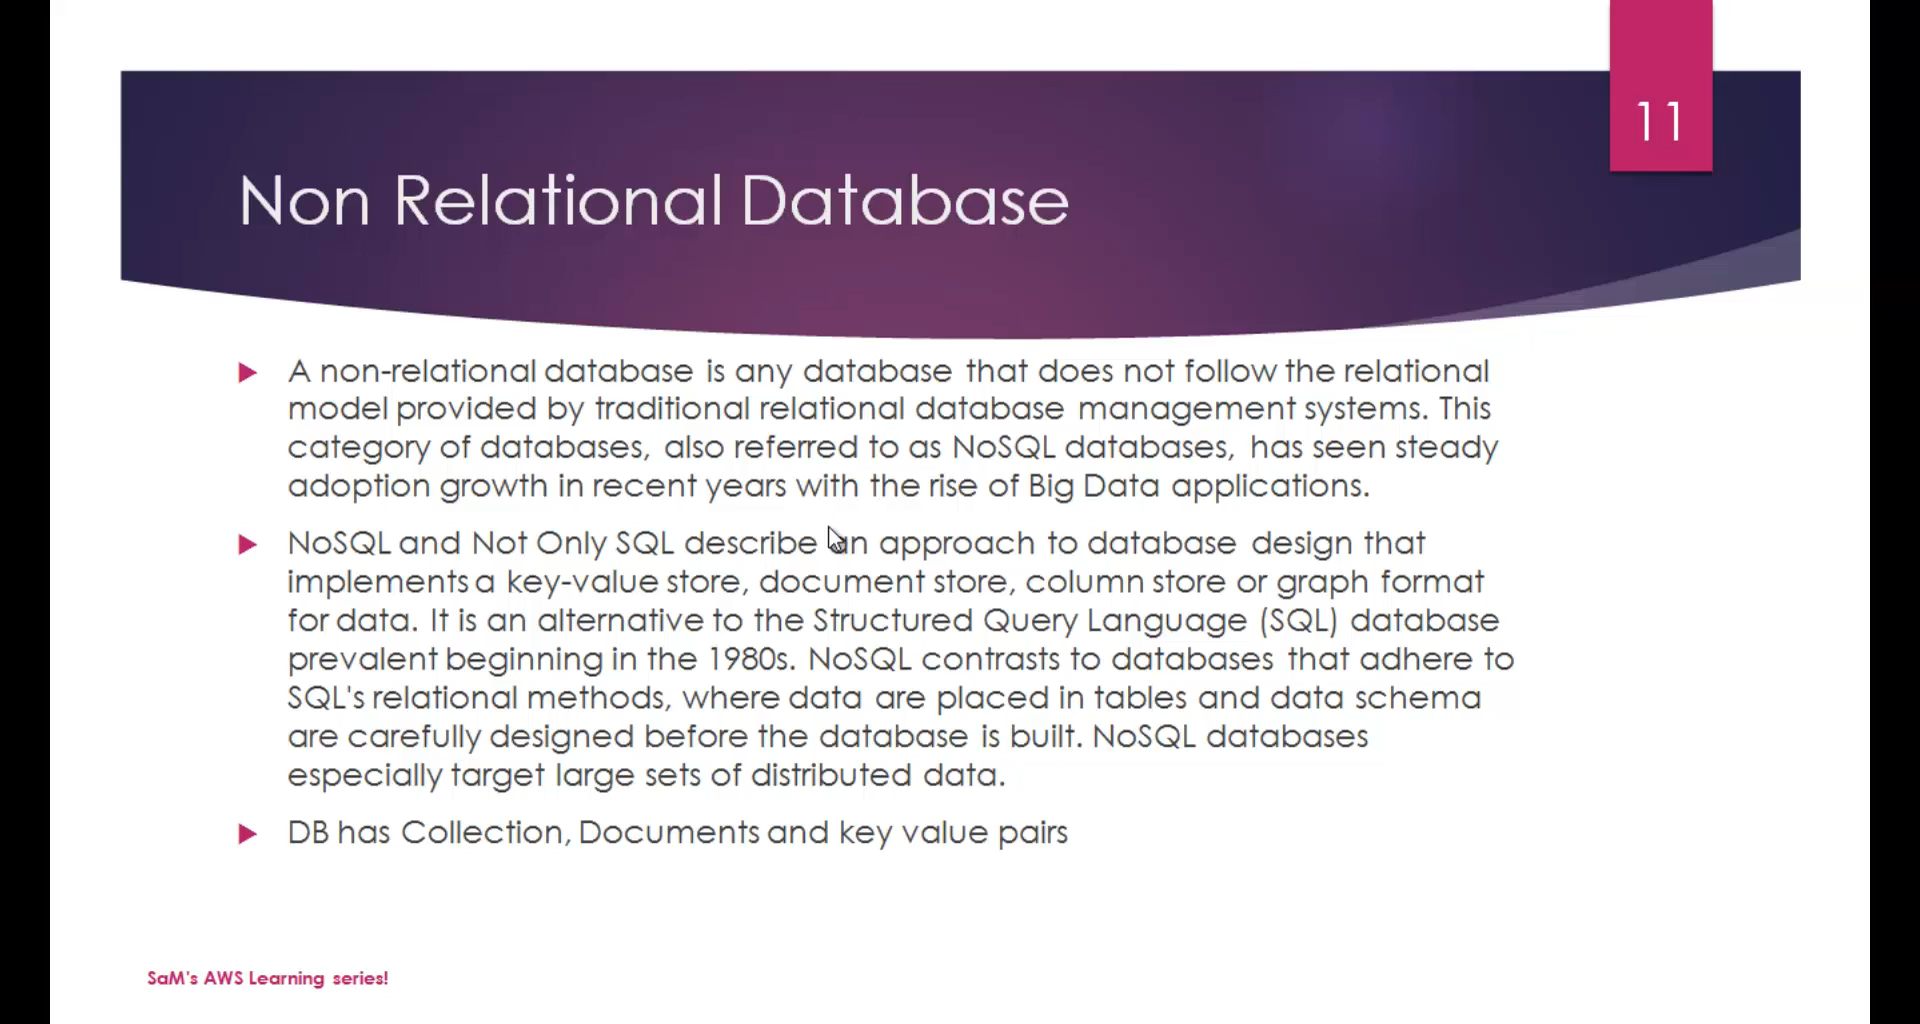 11
Non Relational Database
A non-relational database is any database that does not follow the relational
model provided by traditional relational database management systems. This
category of databases, also referred to as NoSQL databases, has seen steady
adoption growth in recent years with the rise of Big Data applications.
NoSQL and Not Only SQL describe an approach to database design that
implements a key-value store, document store, column store or graph format
for data. It is an alternative to the Structured Query Language (SQL) database
prevalent beginning in the 1980s. NoSQL contrasts to databases that adhere to
SQL's relational methods, where data are placed in tables and data schema
are carefully designed before the database is built. NoSQL databases
especially target large sets of distributed data.
DB has Collection, Documents and key value pairs
SaM's AWS Learning series!